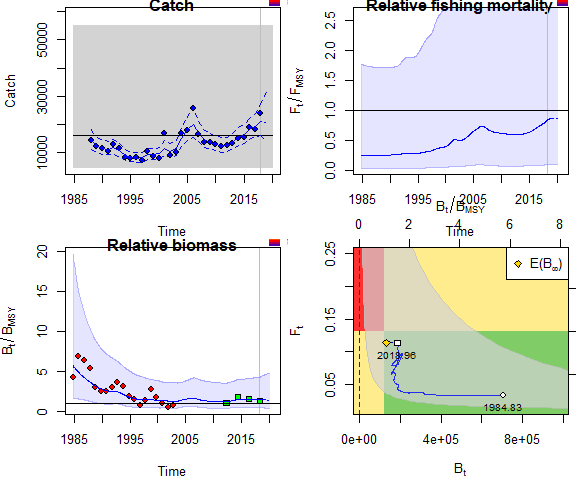 Catch
Catch
10000
30000
50000
1985
1995
2005
2015
Time
Relative fishing mortality
Ft / FMSY
0.0
0.5
1.0
1.5
2.0
2.5
1985
1995
2005
2015
Time
Relative biomass
Bt / BMSY
0
5
10
15
20
1985
1995
2005
2015
Time
Bt/BMSY
0
2
4
6
8
Ft
0.05
0.15
0.25
E(B∞)
2018.96
1984.83
0e+00
4e+05
8e+05
Bt